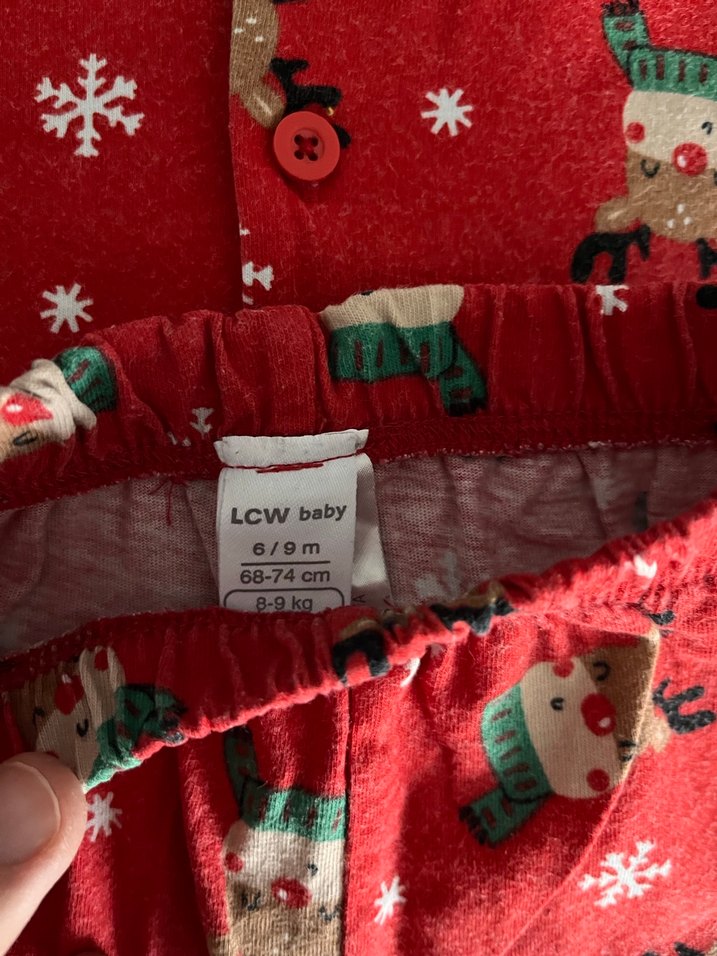 LCW baby
6 / 9 m
68-74 cm
8-9 kg